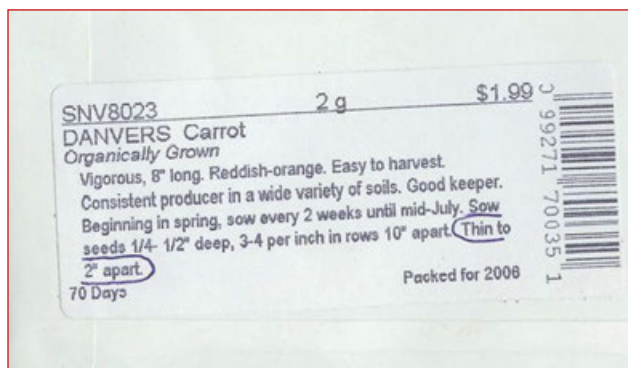 SNV8023 2 g $1.99
DANVERS Carrot
Organically Grown
Vigorous, 8" long. Reddish-orange. Easy to harvest.
Consistent producer in a wide variety of soils. Good keeper.
Beginning in spring, sow every 2 weeks until mid-July. Sow
seeds 1/4- 1/2" deep, 3-4 per inch in rows 10" apart. Thin to
2" apart.
70 Days Packed for 2006
0 99271 70035 1